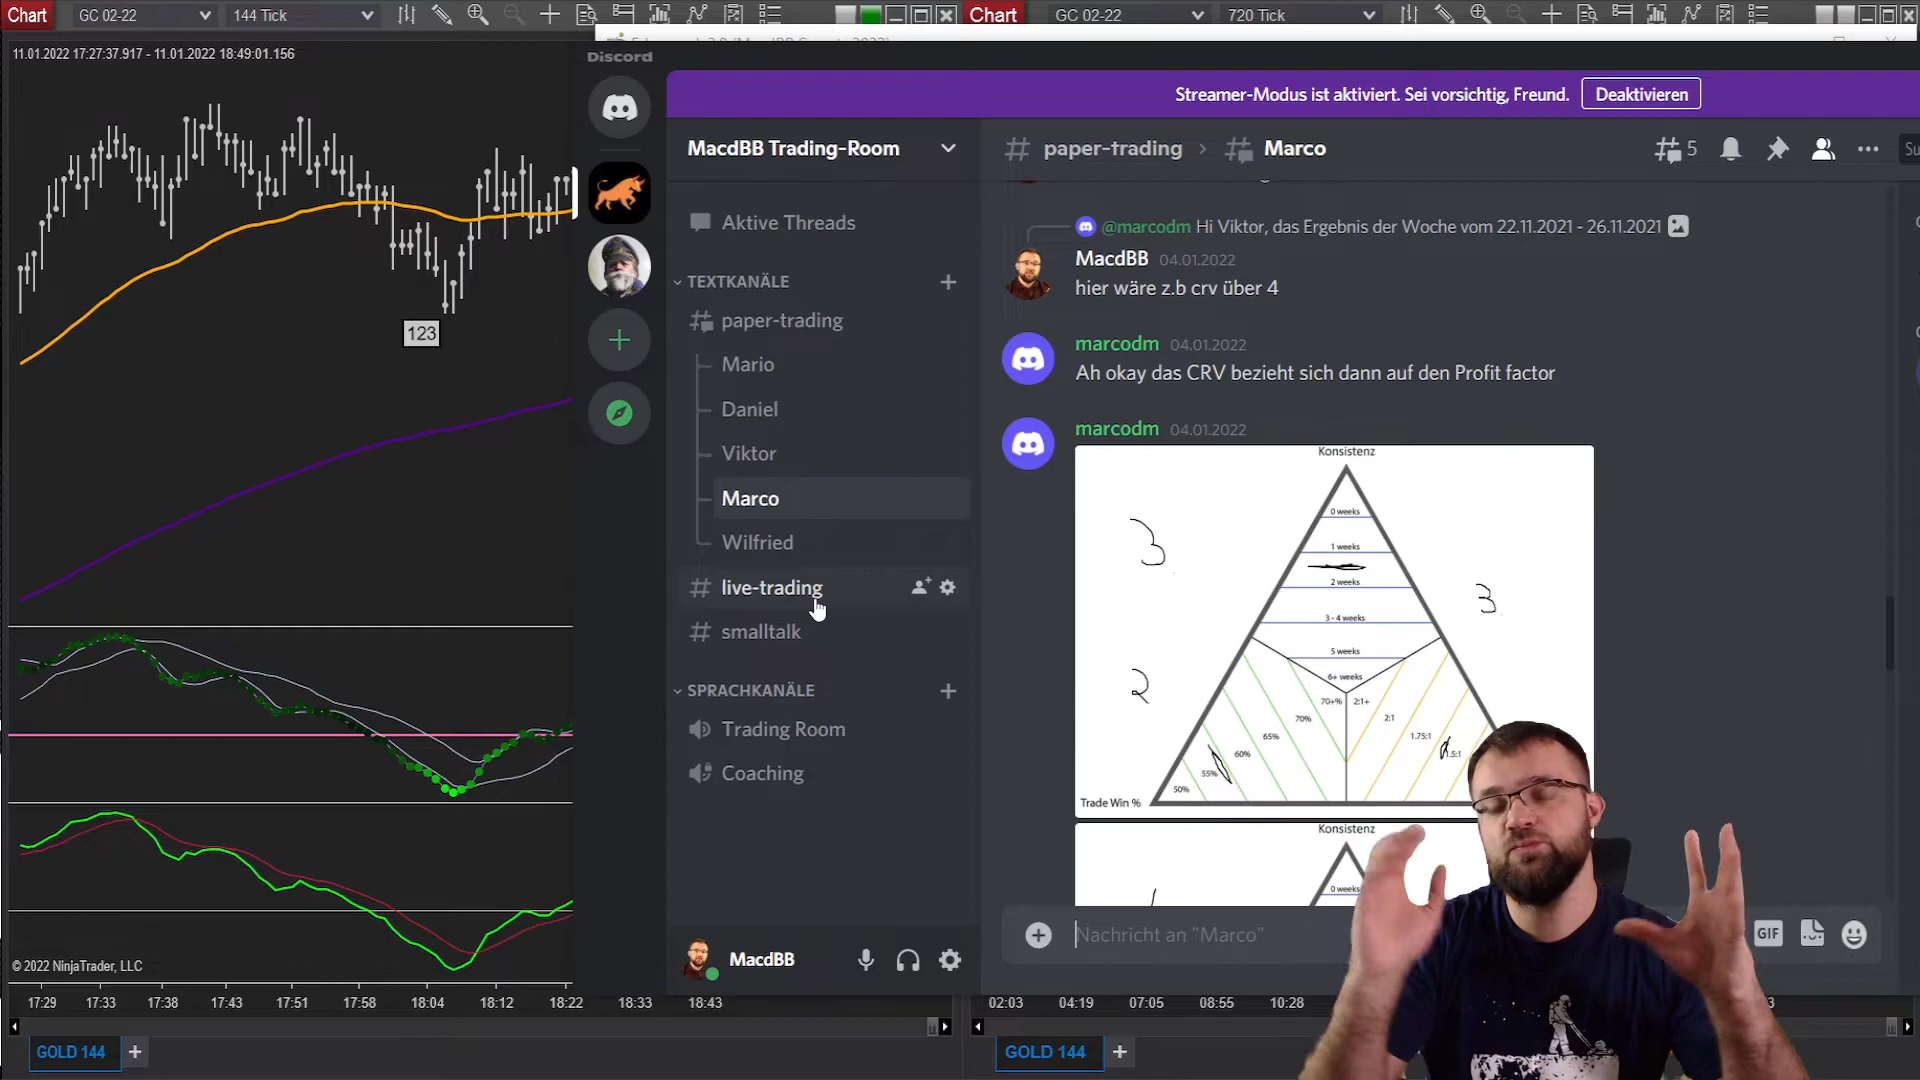 Chart
GC 02-22
144 Tick
Chart
GC 02-22
720 Tick
11.01.2022 17:27:37.917 - 11.01.2022 18:49:01.156
Discord
Streamer-Modus ist aktiviert. Sei vorsichtig, Freund.
Deaktivieren
MacdBB Trading-Room
paper-trading
Marco
5
Su
Aktive Threads
TEXTKANÄLE
paper-trading
Mario
Daniel
Viktor
Marco
Wilfried
live-trading
smalltalk
SPRACHKANÄLE
Trading Room
Coaching
MacdBB
@marcodm Hi Viktor, das Ergebnis der Woche vom 22.11.2021 - 26.11.2021
MacdBB 04.01.2022
hier wäre z.b crv über 4
marcodm 04.01.2022
Ah okay das CRV bezieht sich dann auf den Profit factor
marcodm 04.01.2022
Konsistenz
0 weeks
1 weeks
2 weeks
3 - 4 weeks
5 weeks
6+ weeks
70+% 2:1+
70% 2:1
65% 1.75:1
60% 1.5:1
55%
50%
Trade Win %
3
3
2
Konsistenz
0 weeks
Nachricht an "Marco"
GIF
123
© 2022 NinjaTrader, LLC
17:29 17:33 17:38 17:43 17:51 17:58 18:04 18:12 18:22 18:33 18:43
02:03 04:19 07:05 08:55 10:28
GOLD 144
GOLD 144